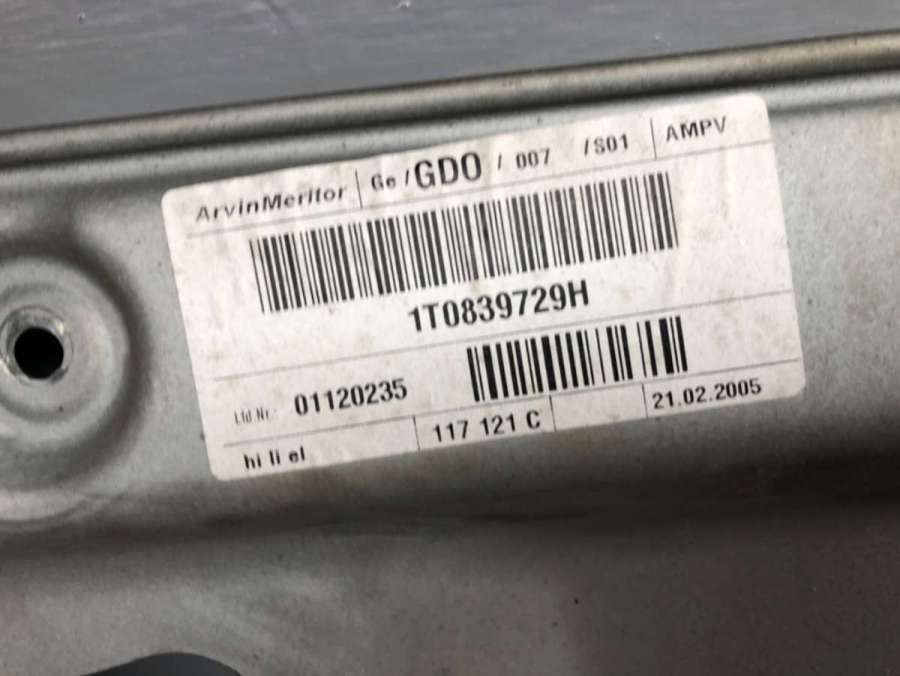 ArvinMeritor Ge /GDO / 007 /S01 AMPV
1T0839729H
Lfd.Nr.: 01120235
hi li el 117 121 C 21.02.2005